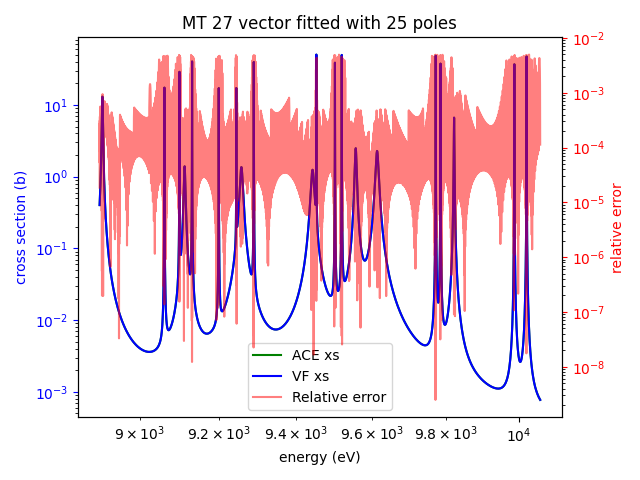 MT 27 vector fitted with 25 poles
10⁻²
10⁻³
10⁻⁴
10⁻⁵
10⁻⁶
10⁻⁷
10⁻⁸
relative error
10¹
10⁰
10⁻¹
10⁻²
10⁻³
cross section (b)
ACE xs
VF xs
Relative error
9 × 10³
9.2 × 10³
9.4 × 10³
9.6 × 10³
9.8 × 10³
10⁴
energy (eV)